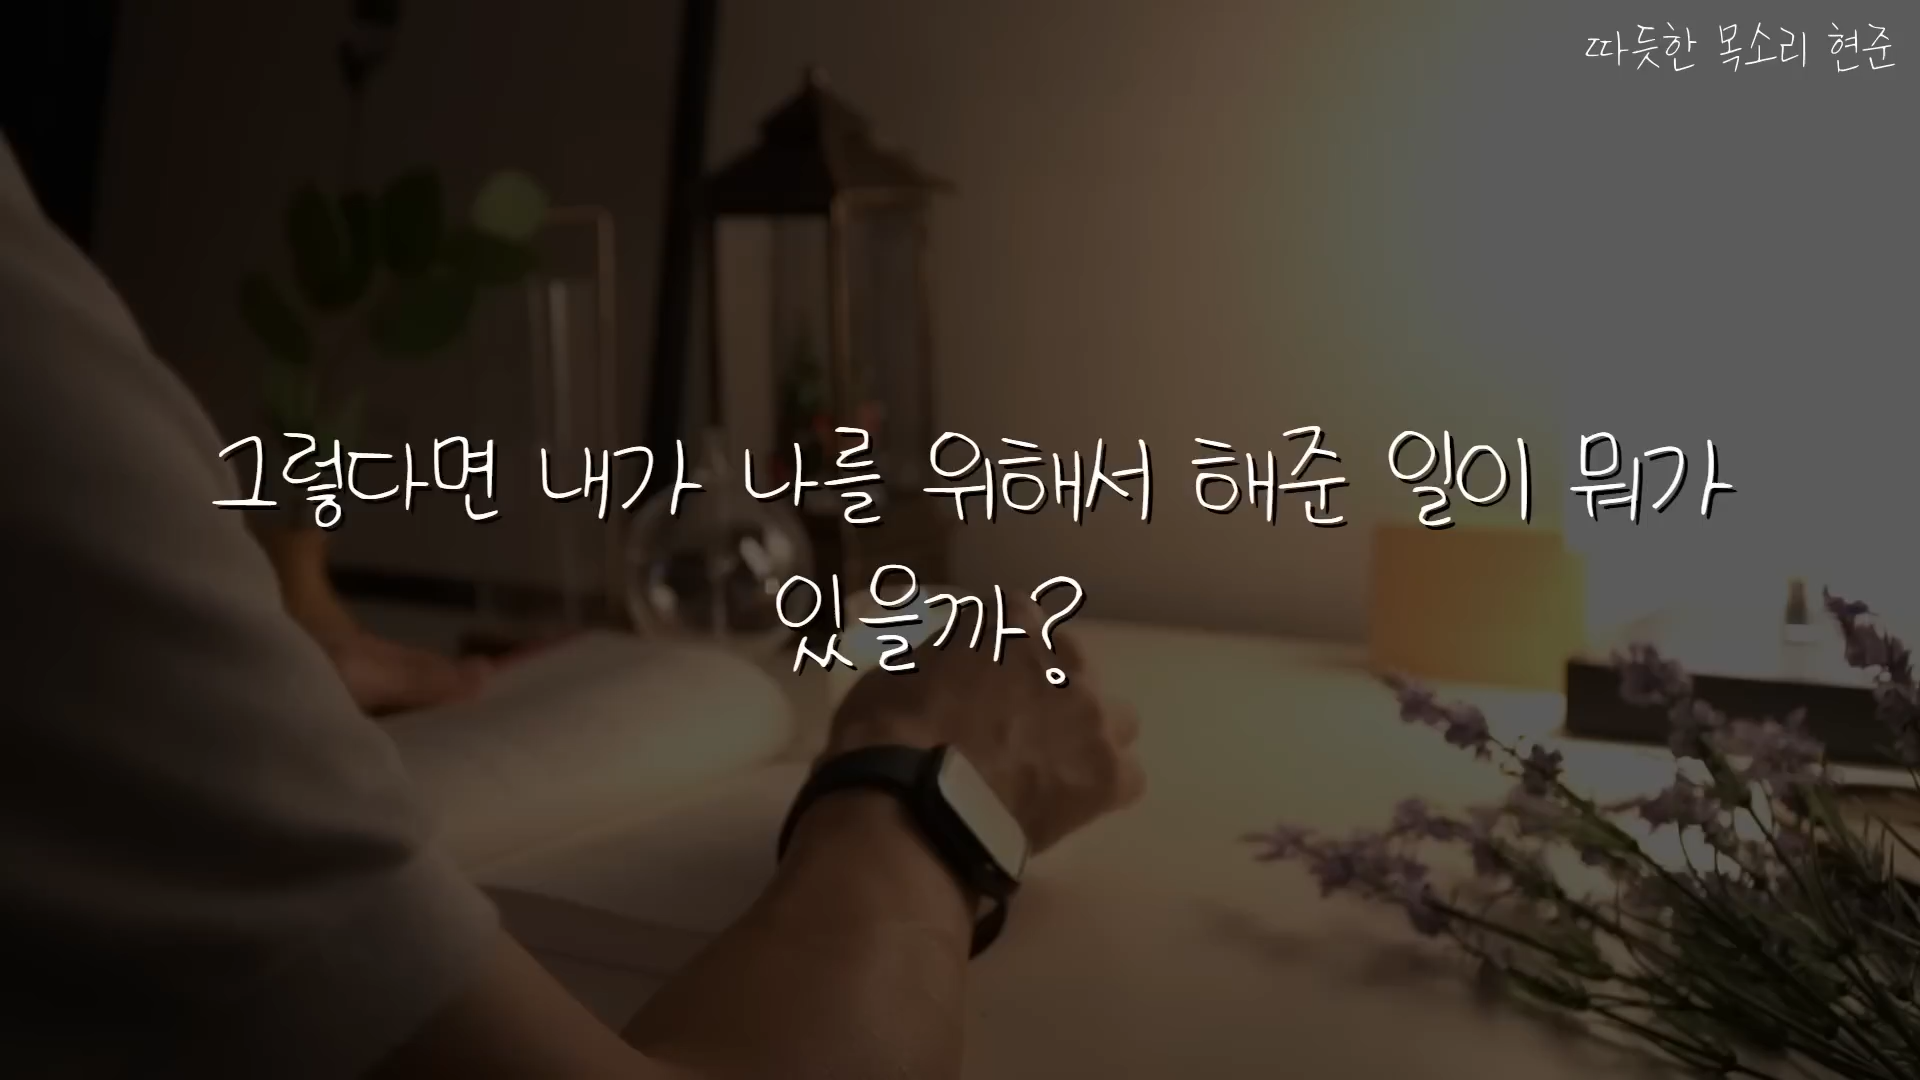 따듯한 목소리 현준
그렇다면 내가 나를 위해서 해준 일이 뭐가
있을까?